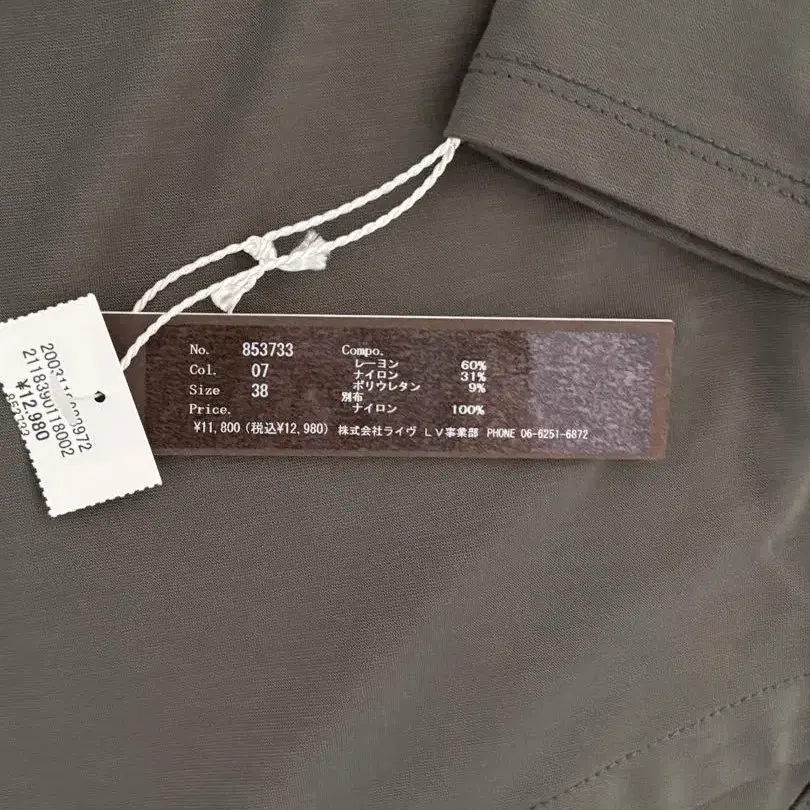 No. 853733
Col. 07
Size 38
Price.
¥11,800 (税込¥12,980)
Compo.
レーヨン 60%
ナイロン 31%
ポリウレタン 9%
別布
ナイロン 100%
株式会社ライヴ LV事業部 PHONE 06-6251-6872
2118390118002
¥12,980
853733